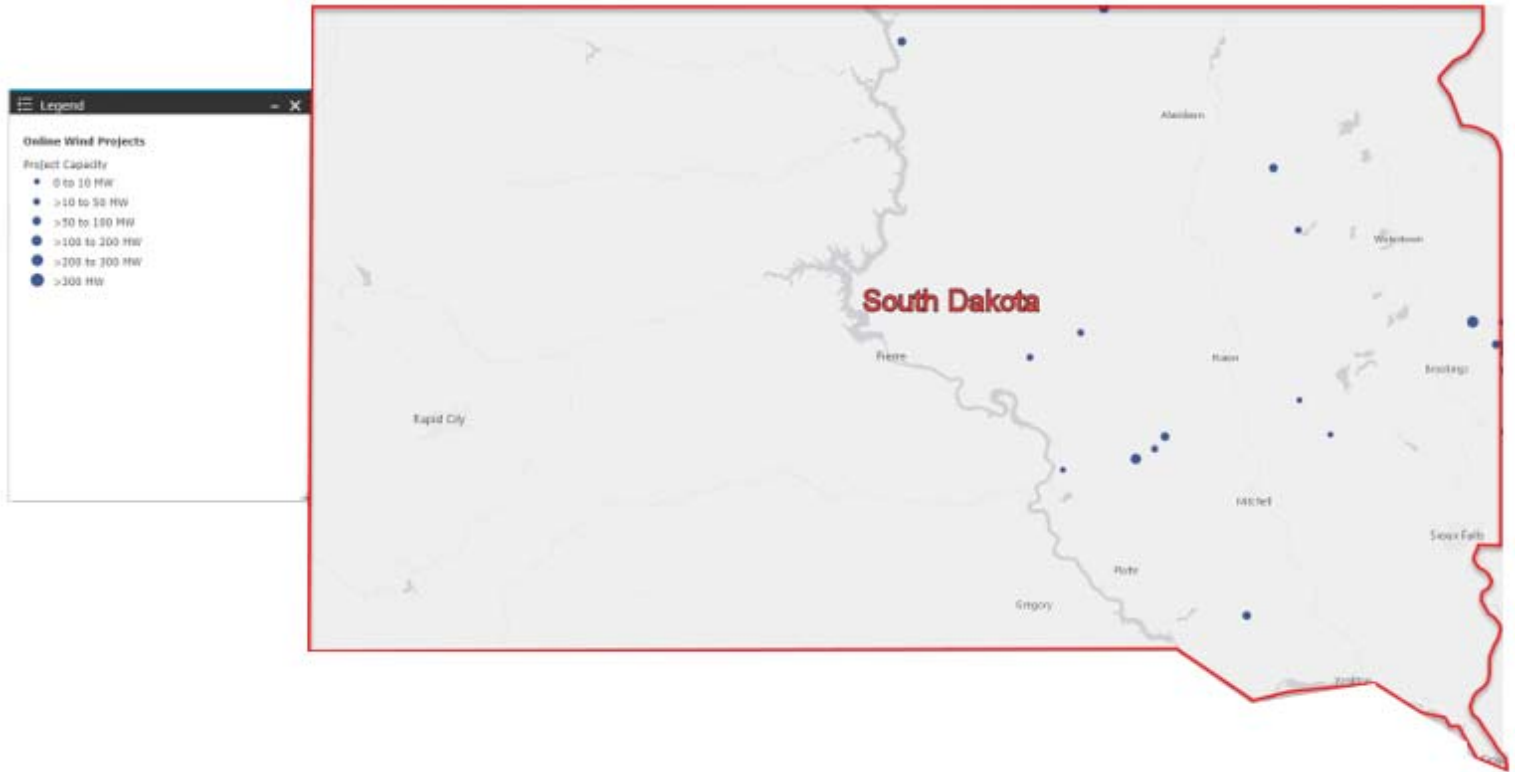 Legend
Online Wind Projects
Project Capacity
0 to 10 MW
>10 to 50 MW
>50 to 100 MW
>100 to 200 MW
>200 to 300 MW
>300 MW
Aberdeen
Watertown
South Dakota
Pierre
Huron
Brookings
Rapid City
Mitchell
Sioux Falls
Platte
Gregory
Yankton